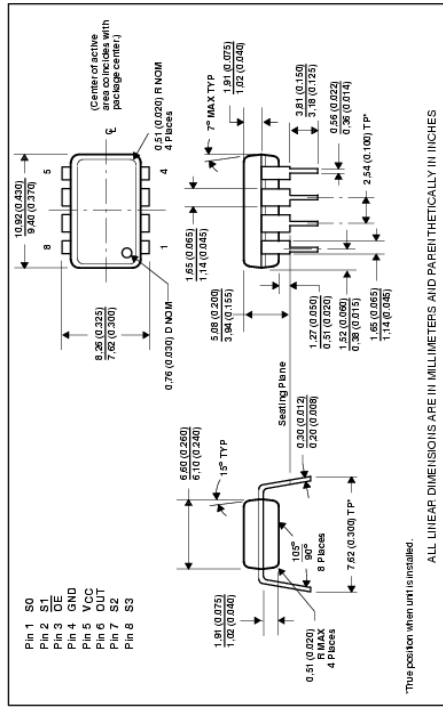 Pin 1 S0
Pin 2 S1
Pin 3 OE
Pin 4 GND
Pin 5 VCC
Pin 6 OUT
Pin 7 S2
Pin 8 S3
10,92 (0.430)
9,40 (0.370)
8
5
1
4
(Center of active
area coincides with
package center.)
℄
0,51 (0.020) R NOM
4 Places
8,26 (0.325)
7,62 (0.300)
0,76 (0.030) D NOM
6,60 (0.260)
6,10 (0.240)
15° TYP
1,91 (0.075)
1,02 (0.040)
105°
90°
8 Places
0,51 (0.020)
R MAX
4 Places
7,62 (0.300) TP*
0,30 (0.012)
0,20 (0.008)
Seating Plane
7° MAX TYP
1,91 (0.075)
1,02 (0.040)
1,65 (0.065)
1,14 (0.045)
5,08 (0.200)
3,94 (0.155)
3,81 (0.150)
3,18 (0.125)
0,56 (0.022)
0,36 (0.014)
2,54 (0.100) TP*
1,27 (0.050)
0,51 (0.020)
1,52 (0.060)
0,38 (0.015)
1,65 (0.065)
1,14 (0.045)
*True position when unit is installed.
ALL LINEAR DIMENSIONS ARE IN MILLIMETERS AND PARENTHETICALLY IN INCHES